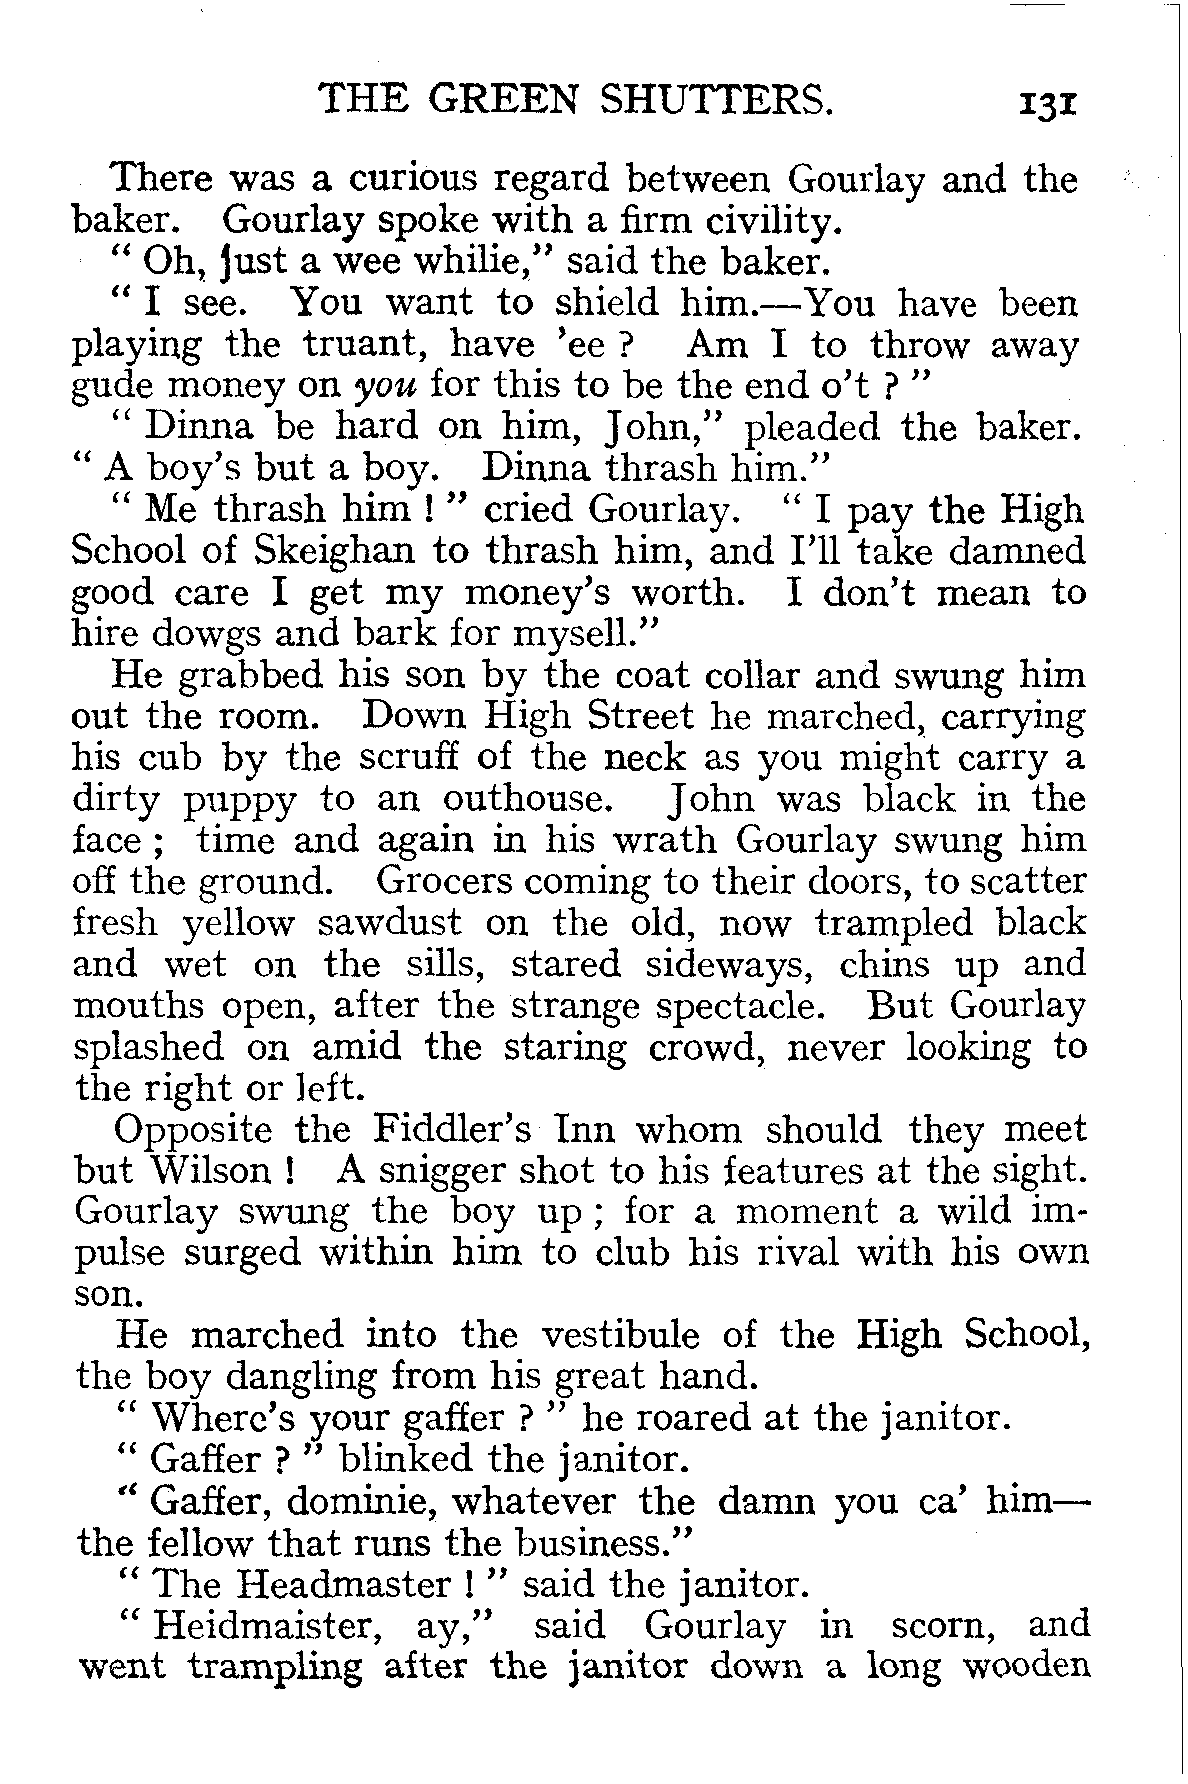 THE GREEN SHUTTERS. 131
There was a curious regard between Gourlay and the
baker. Gourlay spoke with a firm civility.
“ Oh, just a wee whilie,” said the baker.
“ I see. You want to shield him.—You have been
playing the truant, have ’ee ? Am I to throw away
gude money on you for this to be the end o’t ? ”
“ Dinna be hard on him, John,” pleaded the baker.
“ A boy’s but a boy. Dinna thrash him.”
“ Me thrash him ! ” cried Gourlay. “ I pay the High
School of Skeighan to thrash him, and I’ll take damned
good care I get my money’s worth. I don’t mean to
hire dowgs and bark for mysell.”
He grabbed his son by the coat collar and swung him
out the room. Down High Street he marched, carrying
his cub by the scruff of the neck as you might carry a
dirty puppy to an outhouse. John was black in the
face ; time and again in his wrath Gourlay swung him
off the ground. Grocers coming to their doors, to scatter
fresh yellow sawdust on the old, now trampled black
and wet on the sills, stared sideways, chins up and
mouths open, after the strange spectacle. But Gourlay
splashed on amid the staring crowd, never looking to
the right or left.
Opposite the Fiddler’s Inn whom should they meet
but Wilson ! A snigger shot to his features at the sight.
Gourlay swung the boy up ; for a moment a wild im-
pulse surged within him to club his rival with his own
son.
He marched into the vestibule of the High School,
the boy dangling from his great hand.
“ Where’s your gaffer ? ” he roared at the janitor.
“ Gaffer ? ” blinked the janitor.
“ Gaffer, dominie, whatever the damn you ca’ him—
the fellow that runs the business.”
“ The Headmaster ! ” said the janitor.
“ Heidmaister, ay,” said Gourlay in scorn, and
went trampling after the janitor down a long wooden